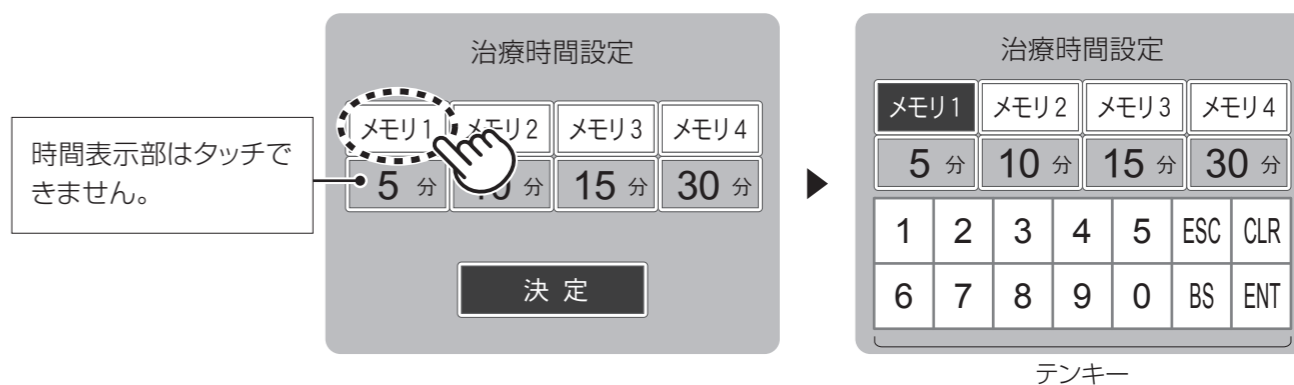 治療時間設定
メモリ1 メモリ2 メモリ3 メモリ4
5 分 10 分 15 分 30 分
時間表示部はタッチで
きません。
決 定
治療時間設定
メモリ1 メモリ2 メモリ3 メモリ4
5 分 10 分 15 分 30 分
1 2 3 4 5 ESC CLR
6 7 8 9 0 BS ENT
テンキー